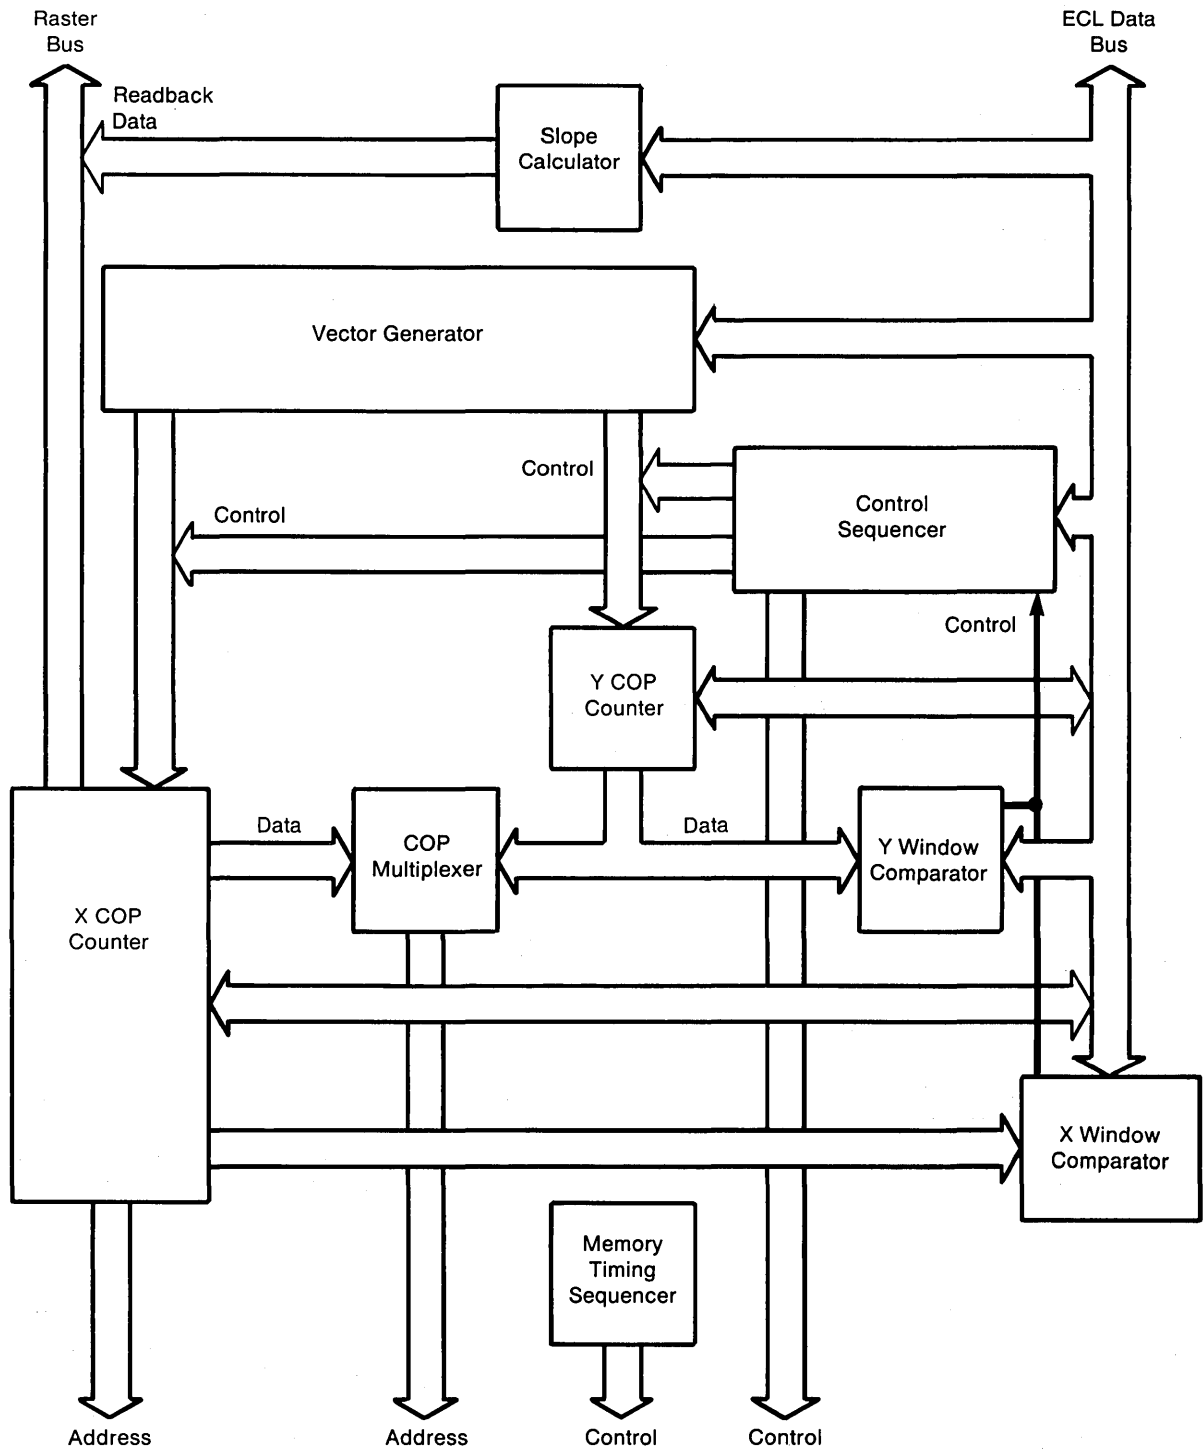 Raster
Bus
ECL Data
Bus
Readback
Data
Slope
Calculator
Vector Generator
Control
Control
Sequencer
Control
Control
Y COP
Counter
Data
COP
Multiplexer
Data
Y Window
Comparator
X COP
Counter
X Window
Comparator
Memory
Timing
Sequencer
Address
Address
Control
Control